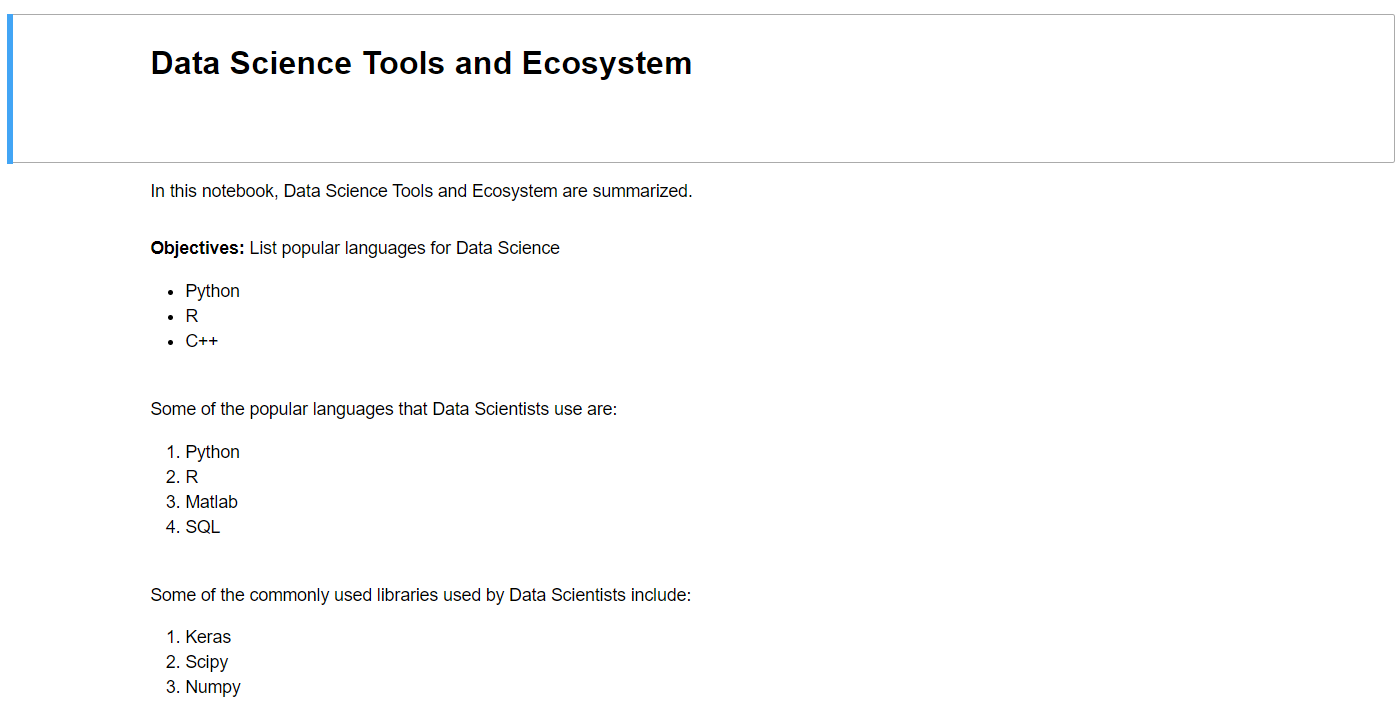 Data Science Tools and Ecosystem
In this notebook, Data Science Tools and Ecosystem are summarized.
Objectives: List popular languages for Data Science
• Python
• R
• C++
Some of the popular languages that Data Scientists use are:
1. Python
2. R
3. Matlab
4. SQL
Some of the commonly used libraries used by Data Scientists include:
1. Keras
2. Scipy
3. Numpy